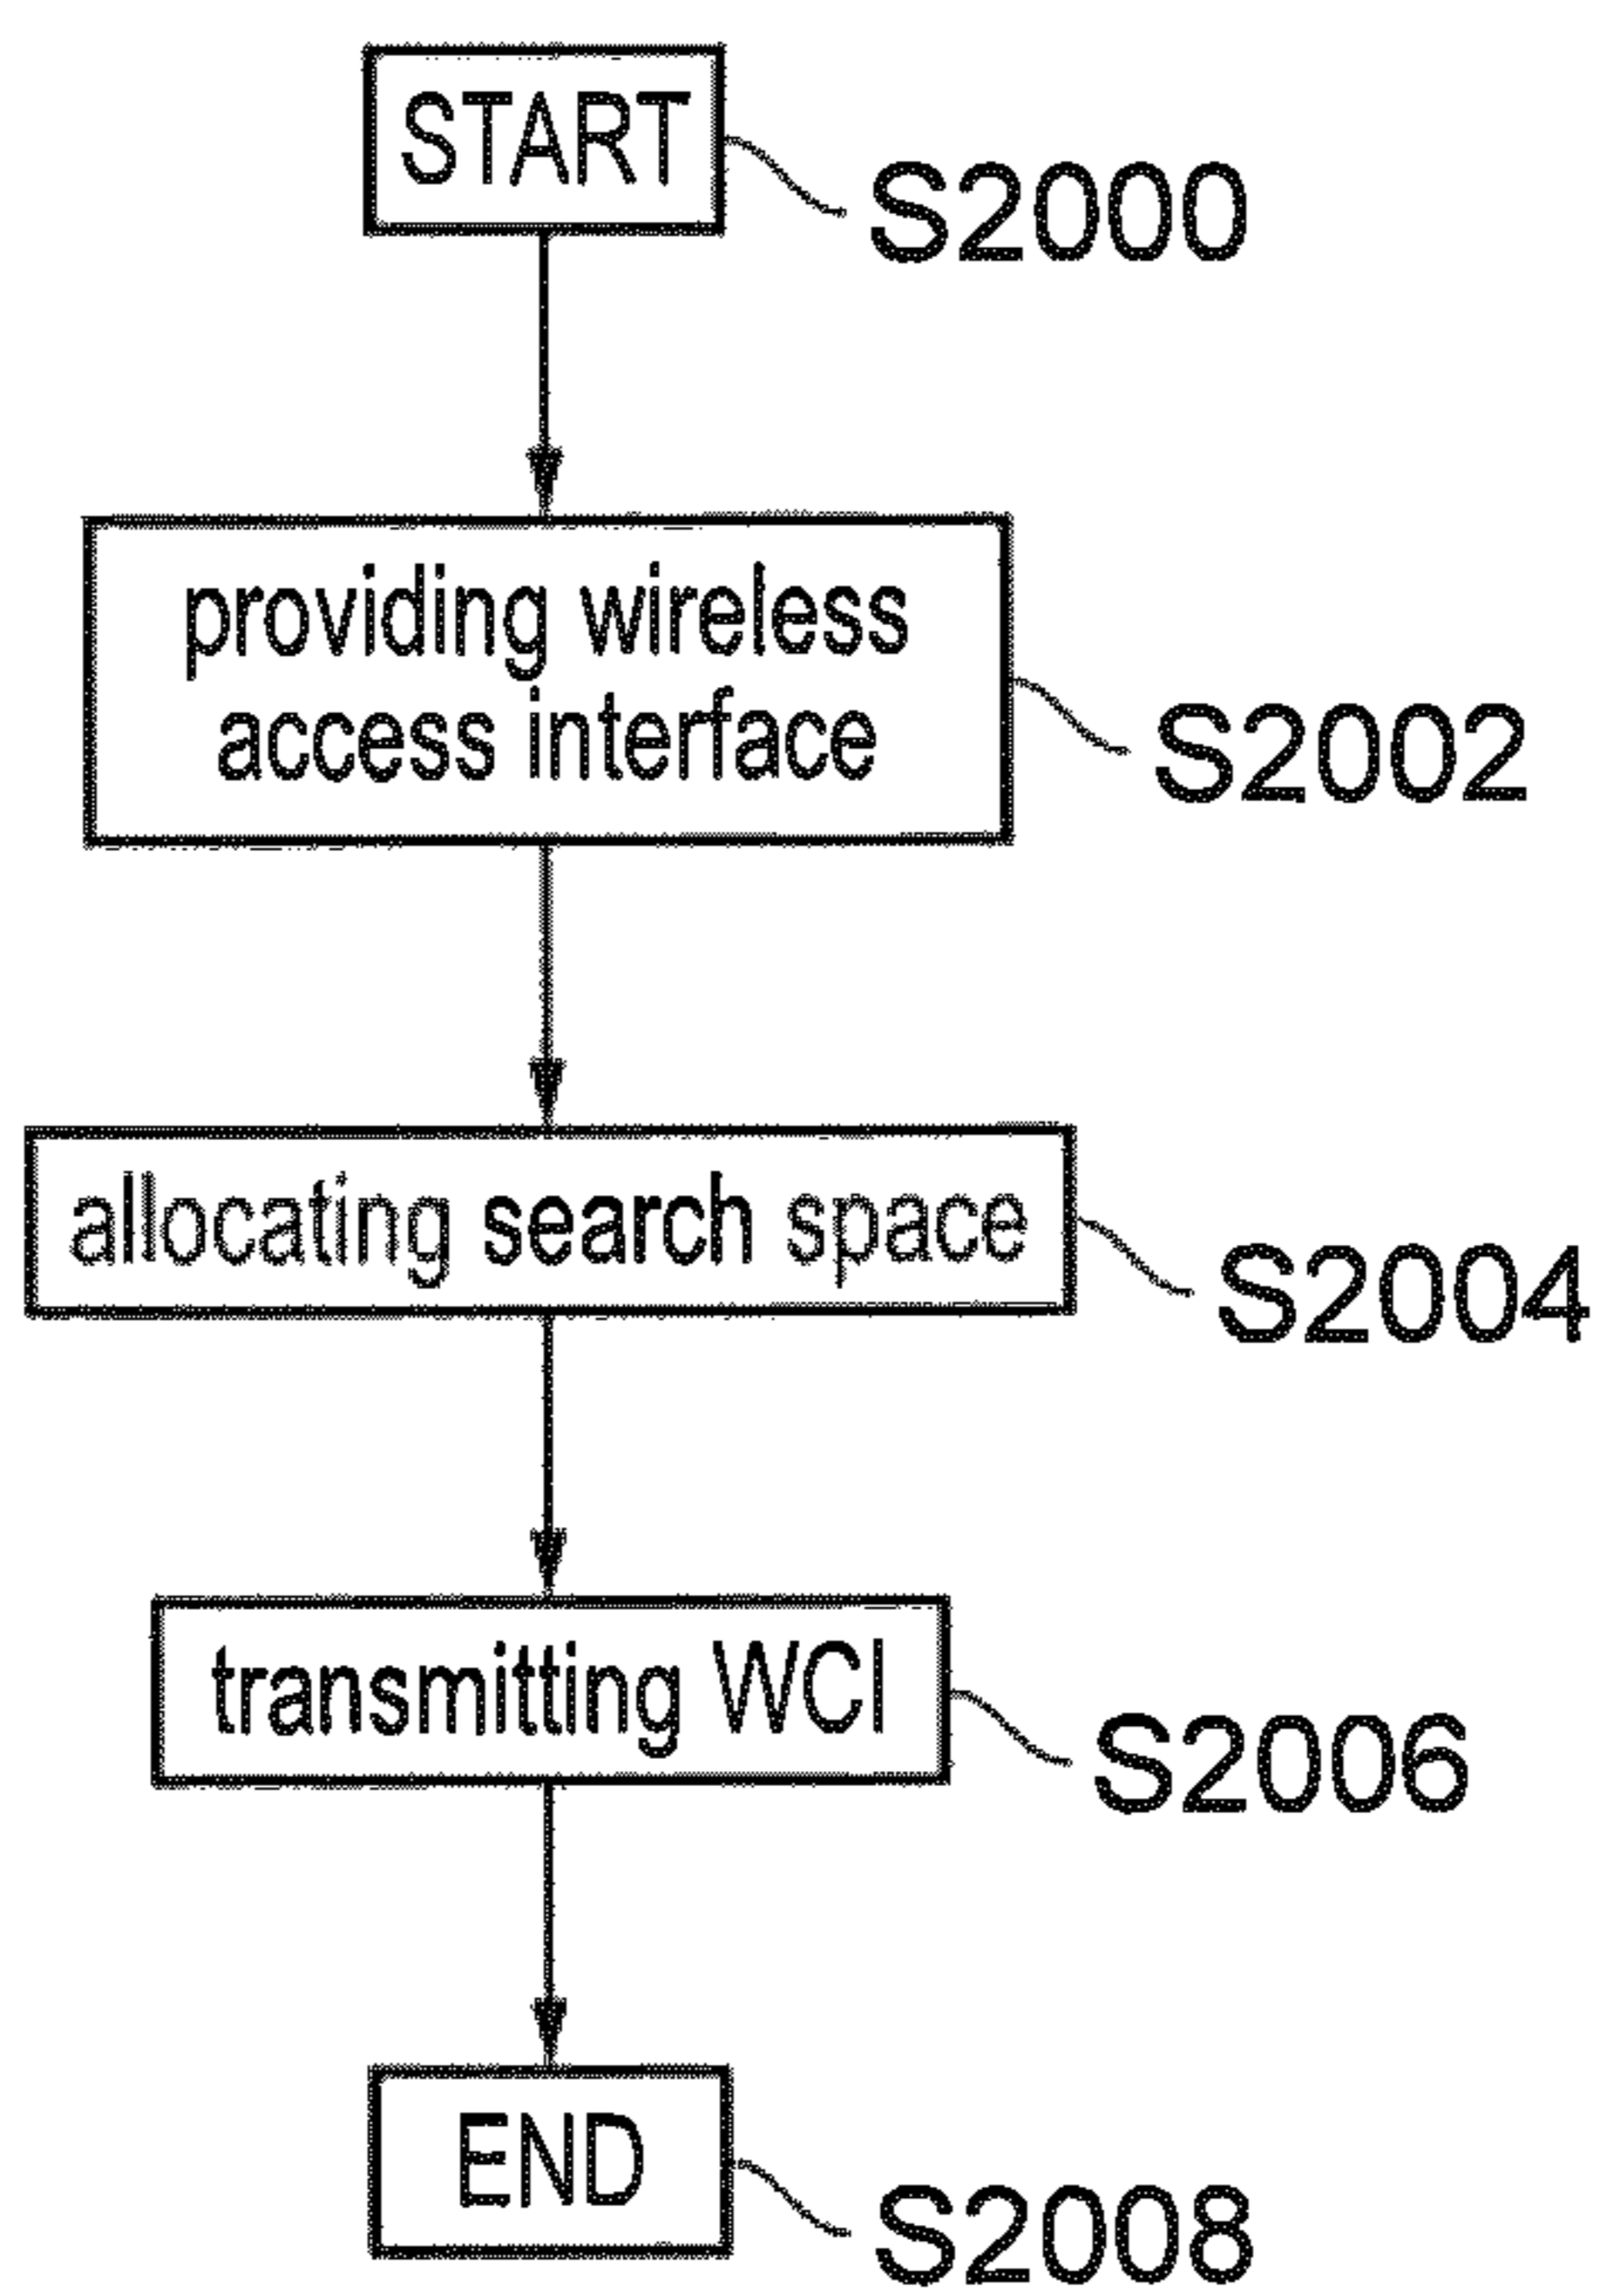 START
S2000
providing wireless
access interface
S2002
allocating search space
S2004
transmitting WCI
S2006
END
S2008